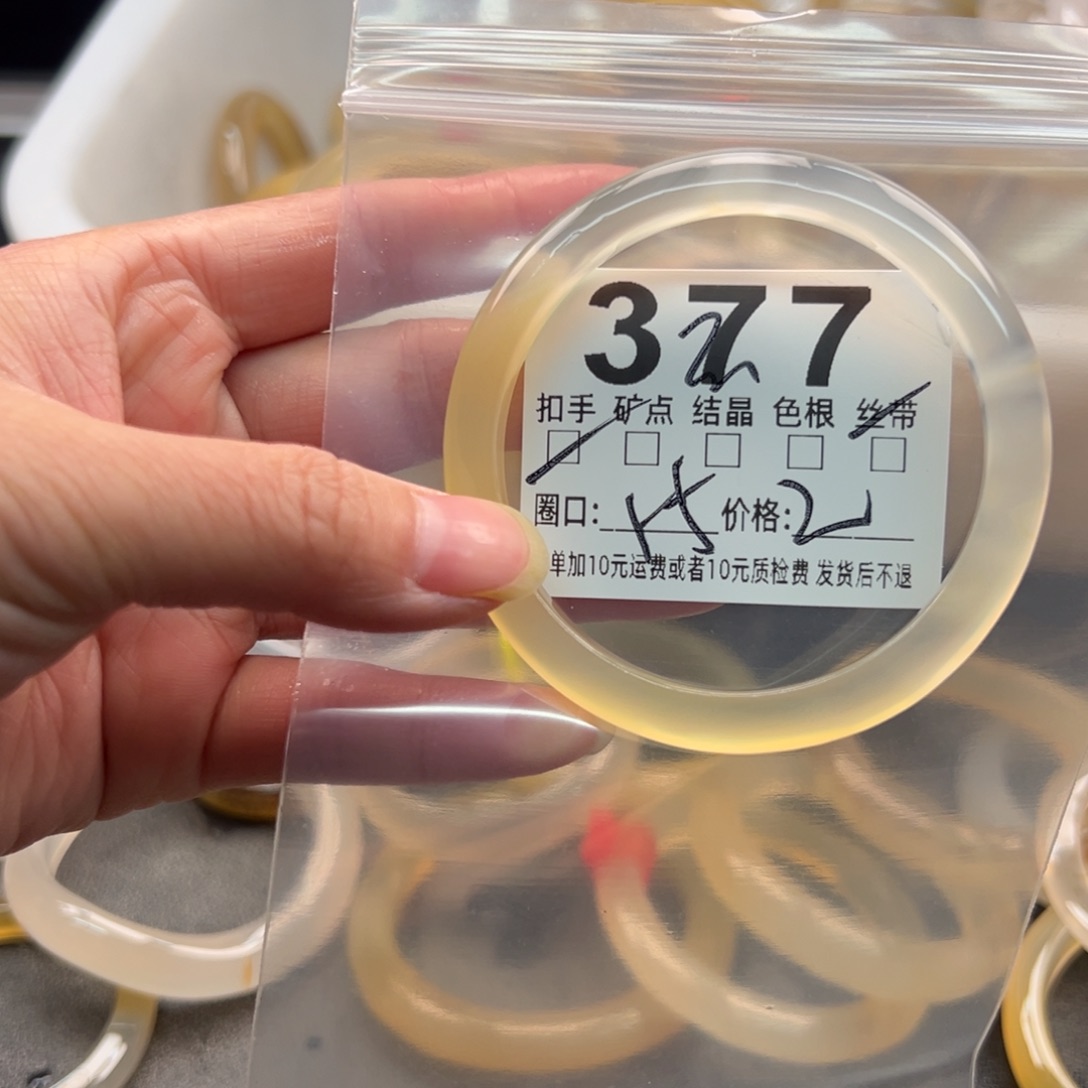 377
扣手 矿点 结晶 色根 丝带
圈口: 价格:2
单加10元运费或者10元质检费 发货后不退